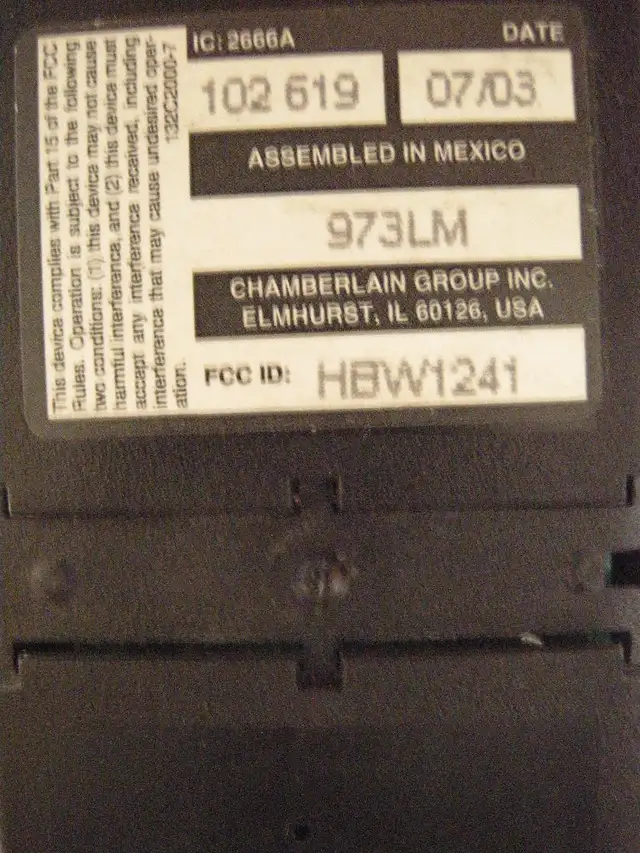 This device complies with Part 15 of the FCC
Rules. Operation is subject to the following
two conditions: (1) this device may not cause
harmful interference, and (2) this device must
accept any interference received, including
interference that may cause undesired oper-
ation.
132C2000-7
IC: 2666A
DATE
102 619
07/03
ASSEMBLED IN MEXICO
973LM
CHAMBERLAIN GROUP INC.
ELMHURST, IL 60126, USA
FCC ID: HBW1241